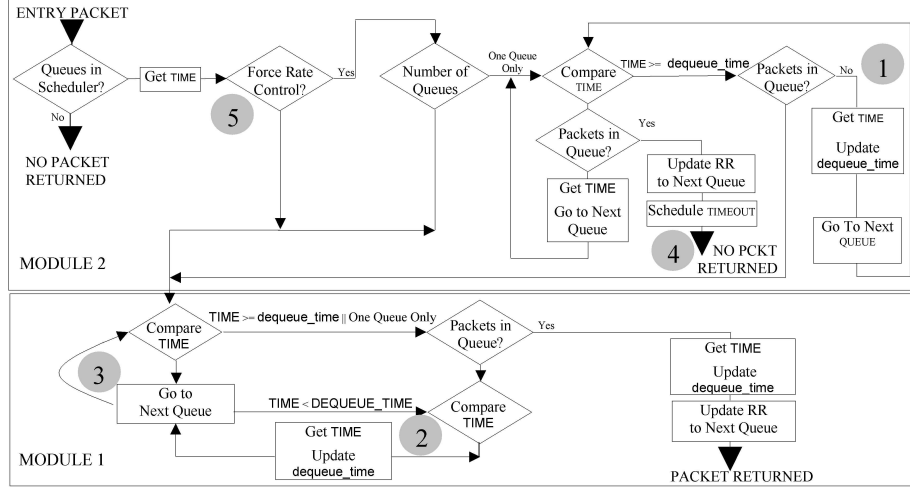 ENTRY PACKET
Queues in
Scheduler?
No
NO PACKET
RETURNED
Get TIME
Force Rate
Control?
Yes
5
Number of
Queues
One Queue
Only
Compare
TIME
TIME >= dequeue_time
Packets in
Queue?
No
1
Get TIME
Update
dequeue_time
Go To Next
QUEUE
Packets in
Queue?
Yes
Get TIME
Go to Next
Queue
Update RR
to Next Queue
Schedule TIMEOUT
4
NO PCKT
RETURNED
MODULE 2
Compare
TIME
TIME >= dequeue_time || One Queue Only
Packets in
Queue?
Yes
Get TIME
Update
dequeue_time
Update RR
to Next Queue
PACKET RETURNED
3
Go to
Next Queue
TIME < DEQUEUE_TIME
Compare
TIME
2
Get TIME
Update
dequeue_time
MODULE 1